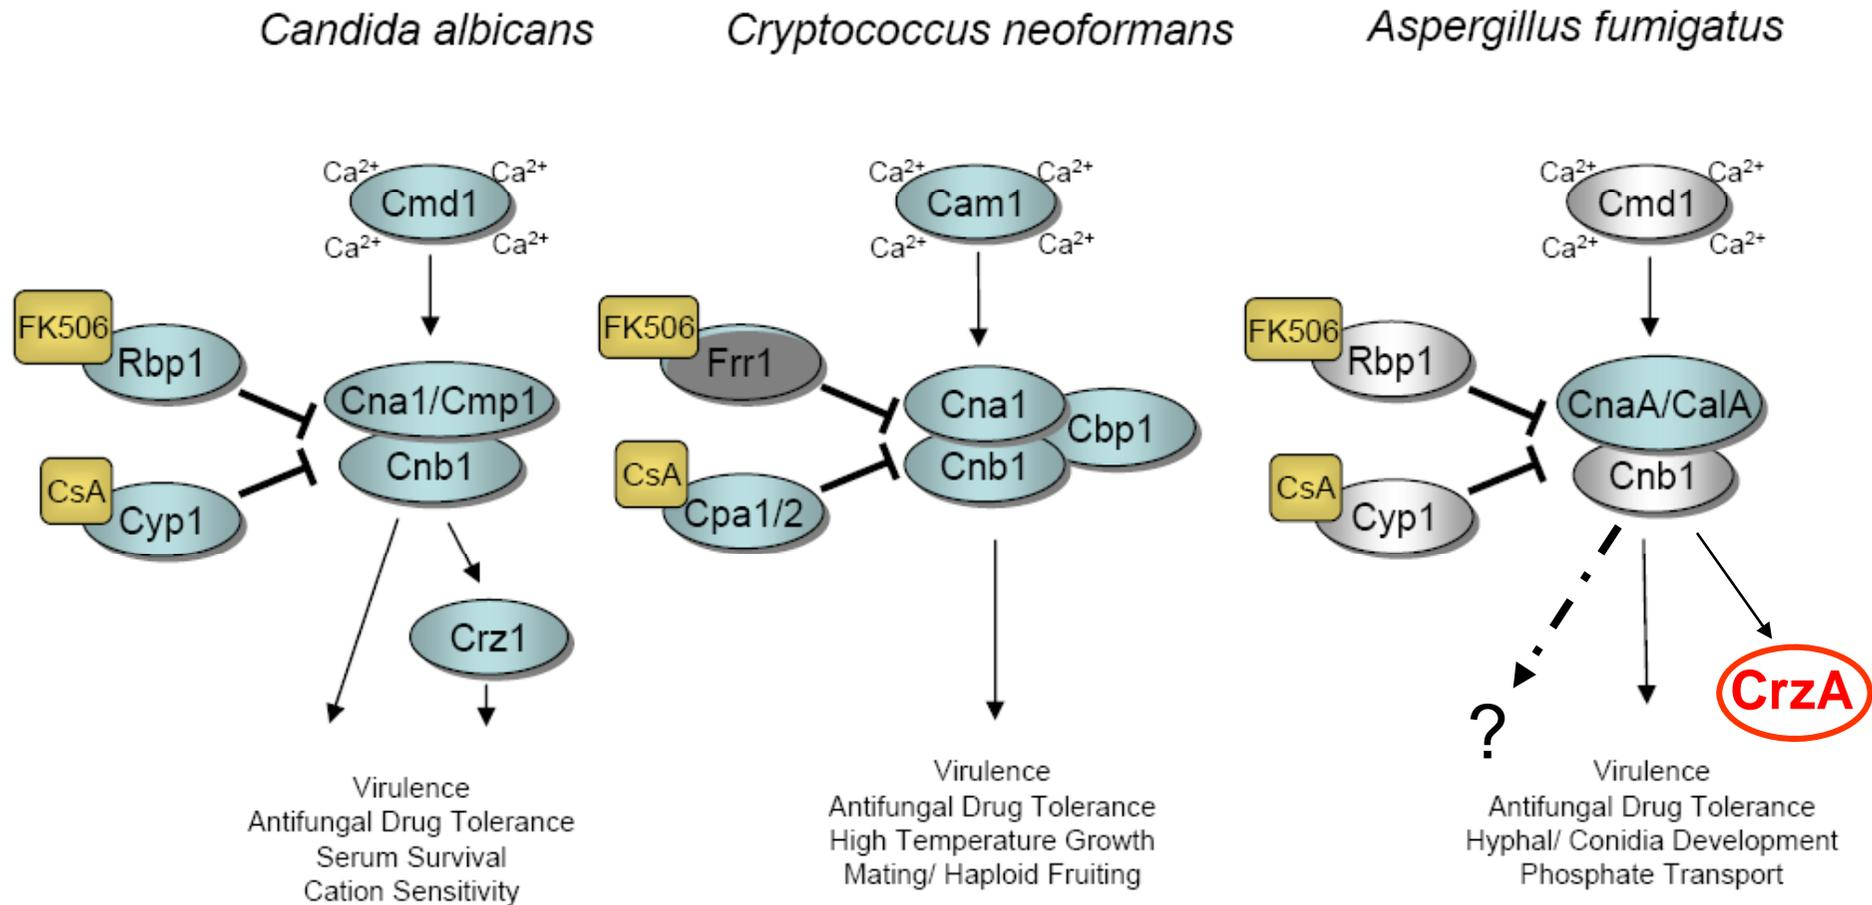 Candida albicans
Ca²⁺ Ca²⁺
Cmd1
Ca²⁺ Ca²⁺
FK506
Rbp1
Cna1/Cmp1
Cnb1
CsA
Cyp1
Crz1
Virulence
Antifungal Drug Tolerance
Serum Survival
Cation Sensitivity
Cryptococcus neoformans
Ca²⁺ Ca²⁺
Cam1
Ca²⁺ Ca²⁺
FK506
Frr1
Cna1
Cbp1
Cnb1
CsA
Cpa1/2
Virulence
Antifungal Drug Tolerance
High Temperature Growth
Mating/ Haploid Fruiting
Aspergillus fumigatus
Ca²⁺ Ca²⁺
Cmd1
Ca²⁺ Ca²⁺
FK506
Rbp1
CnaA/CalA
Cnb1
CsA
Cyp1
CrzA
?
Virulence
Antifungal Drug Tolerance
Hyphal/ Conidia Development
Phosphate Transport